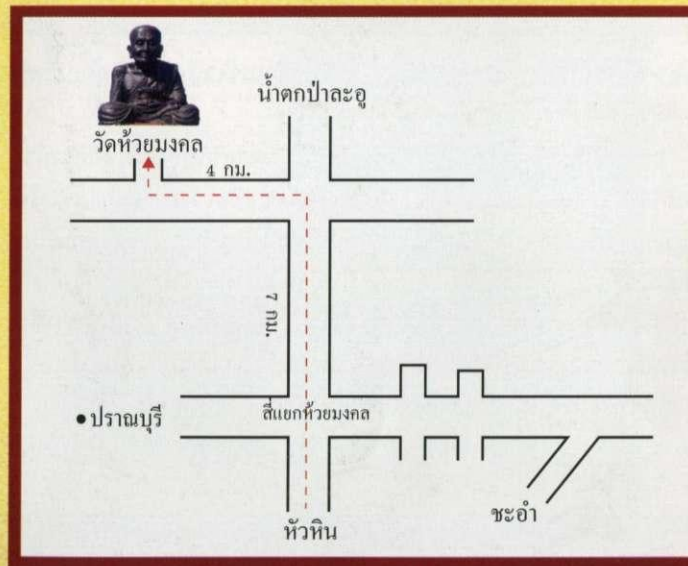 น้ำตกป่าละอู
วัดห้วยมงคล
4 กม.
7 กม.
สี่แยกห้วยมงคล
• ปราณบุรี
ชะอำ
หัวหิน